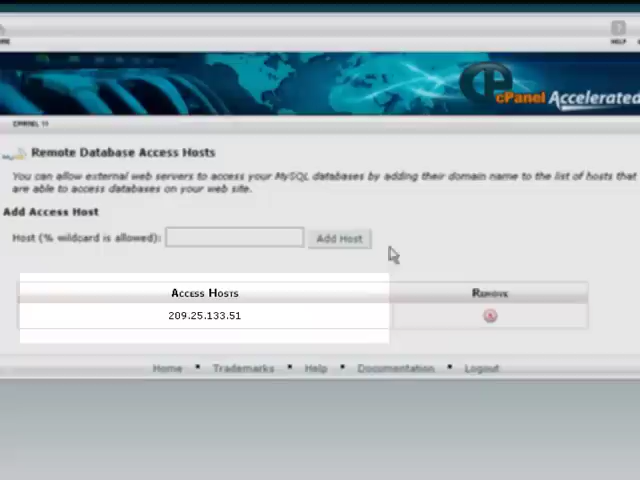 HELP
cPanel Accelerated
CPANEL 11
Remote Database Access Hosts
You can allow external web servers to access your MySQL databases by adding their domain name to the list of hosts that
are able to access databases on your web site.
Add Access Host
Host (% wildcard is allowed):
Add Host
ACCESS HOSTS
REMOVE
209.25.133.51
Home ▪ Trademarks ▪ Help ▪ Documentation ▪ Logout